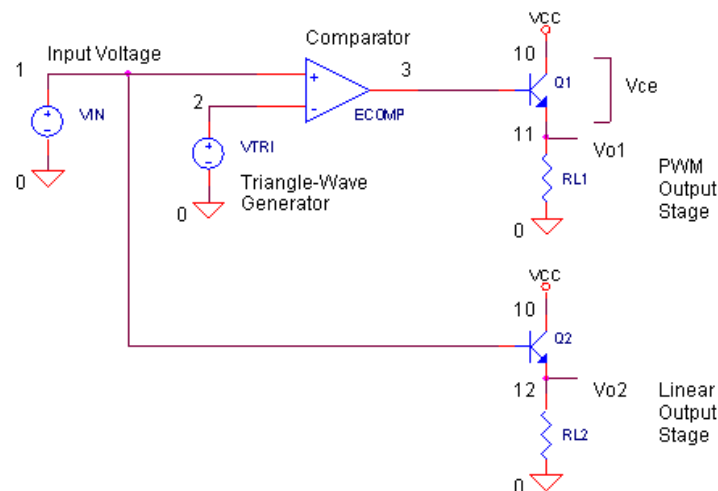 Input Voltage
1
VIN
0
2
VTRI
0
Triangle-Wave
Generator
Comparator
+
-
3
ECOMP
VCC
10
Q1
Vce
11
Vo1
RL1
0
PWM
Output
Stage
VCC
10
Q2
12
Vo2
RL2
0
Linear
Output
Stage